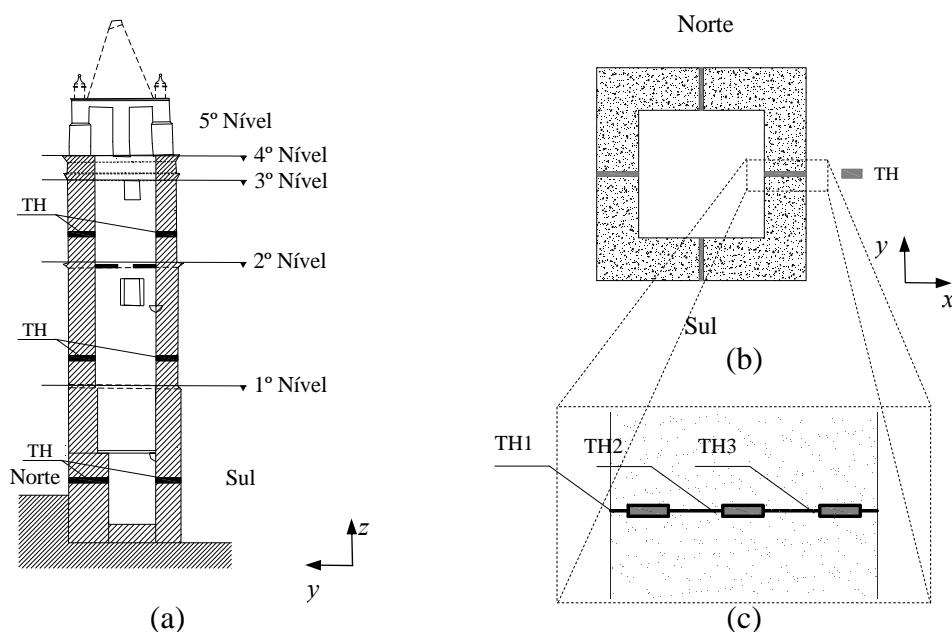 5º Nível
4º Nível
3º Nível
TH
2º Nível
TH
1º Nível
TH
Norte
Sul
z
y
(a)
Norte
TH
y
x
Sul
(b)
TH1
TH2
TH3
(c)